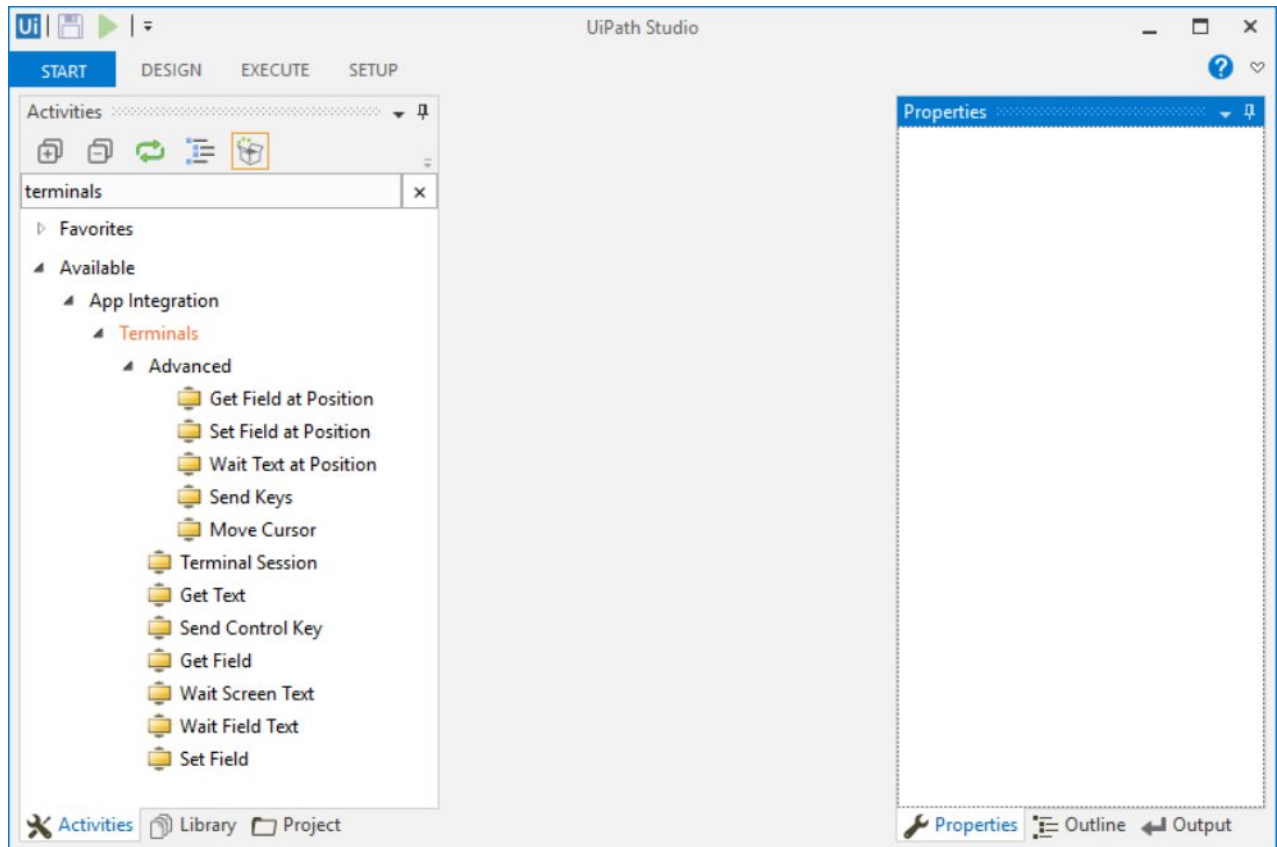 Ui UiPath Studio
START DESIGN EXECUTE SETUP ?
Activities
terminals
Favorites
Available
App Integration
Terminals
Advanced
Get Field at Position
Set Field at Position
Wait Text at Position
Send Keys
Move Cursor
Terminal Session
Get Text
Send Control Key
Get Field
Wait Screen Text
Wait Field Text
Set Field
Activities Library Project
Properties
Properties Outline Output